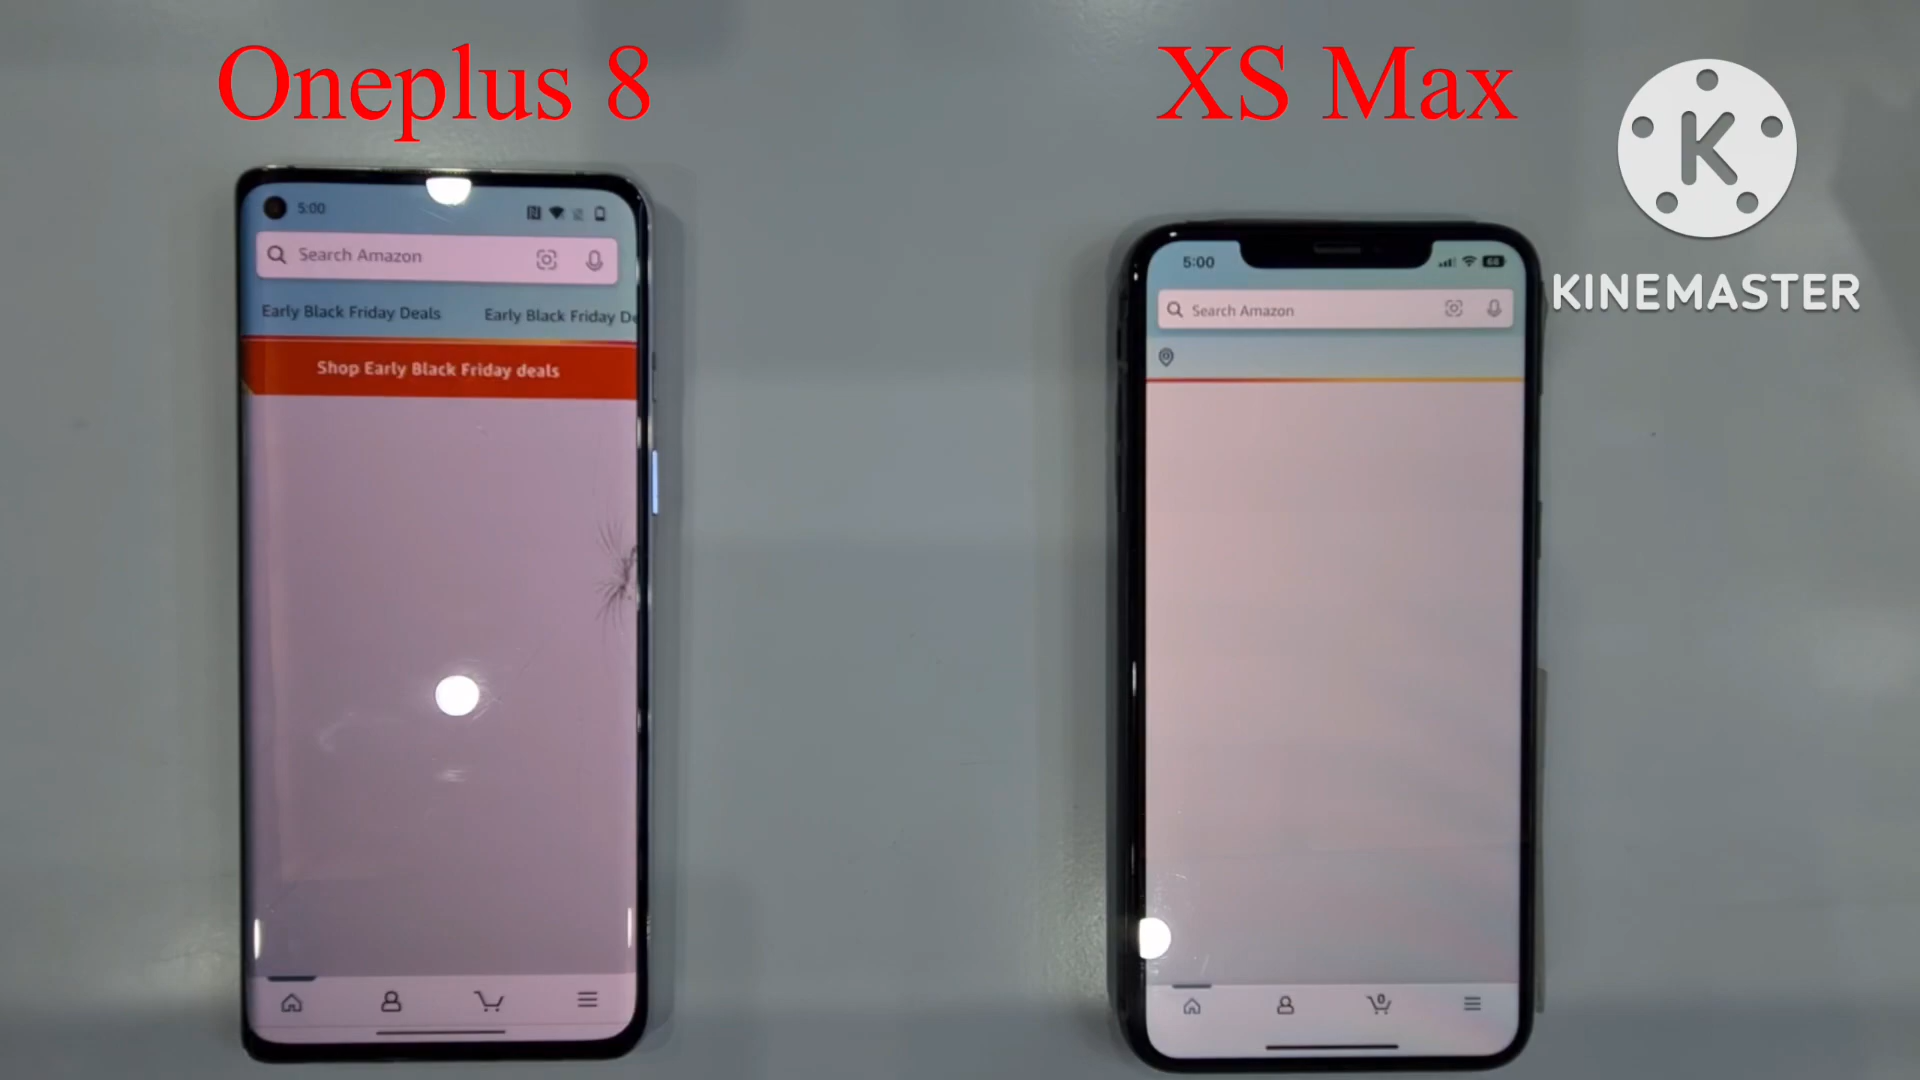 Oneplus 8
XS Max
K
KINEMASTER
5:00
Search Amazon
Early Black Friday Deals
Early Black Friday De
Shop Early Black Friday deals
5:00
68
Search Amazon
0